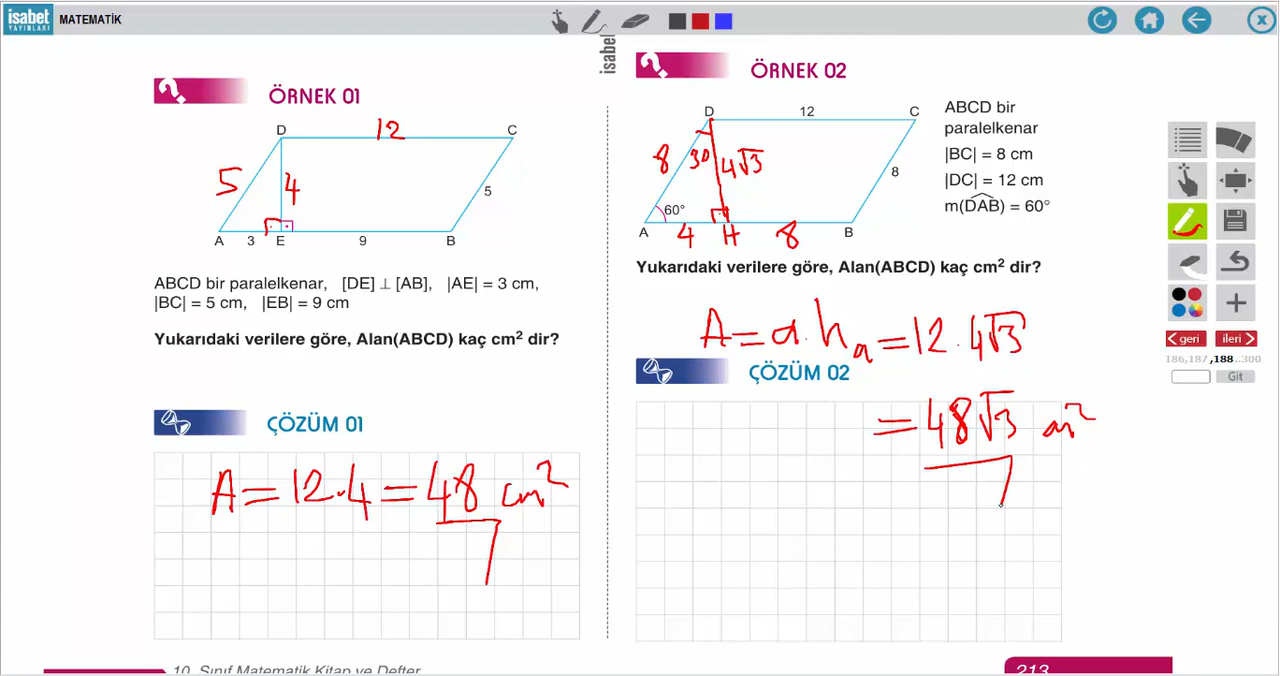 isabet
YAYINLARI
MATEMATİK
isabet
ÖRNEK 01
D
12
C
5
4
5
A
3
E
9
B
ABCD bir paralelkenar, [DE] ⊥ [AB], |AE| = 3 cm,
|BC| = 5 cm, |EB| = 9 cm
Yukarıdaki verilere göre, Alan(ABCD) kaç cm² dir?
ÇÖZÜM 01
A = 12.4 = 48 cm²
ÖRNEK 02
D
12
C
8
30
4√3
8
60°
A
4
H
8
B
ABCD bir
paralelkenar
|BC| = 8 cm
|DC| = 12 cm
m(DAB) = 60°
Yukarıdaki verilere göre, Alan(ABCD) kaç cm² dir?
A = a.hₐ = 12.4√3
ÇÖZÜM 02
= 48√3 cm²
geri
ileri
186,187,188...300
Git
10. Sınıf Matematik Kitap ve Defter
213